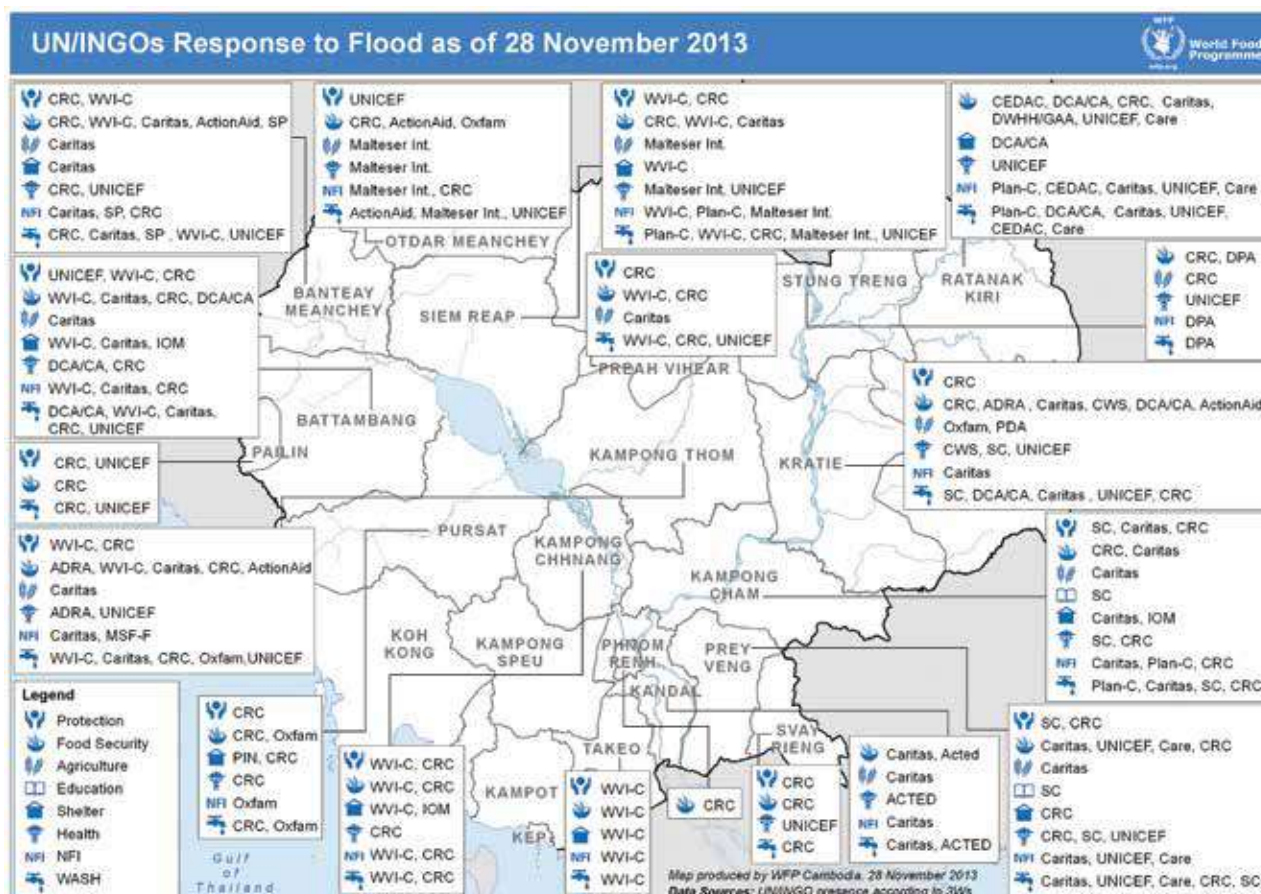 UN/INGOs Response to Flood as of 28 November 2013
WFP
wfp.org
World Food
Programme
CRC, WVI-C
CRC, WVI-C, Caritas, ActionAid, SP
Caritas
Caritas
CRC, UNICEF
NFI Caritas, SP, CRC
CRC, Caritas, SP , WVI-C, UNICEF
UNICEF
CRC, ActionAid, Oxfam
Malteser Int.
Malteser Int.
NFI Malteser Int., CRC
ActionAid, Malteser Int., UNICEF
WVI-C, CRC
CRC, WVI-C, Caritas
Malteser Int.
WVI-C
Malteser Int, UNICEF
NFI WVI-C, Plan-C, Malteser Int.
Plan-C, WVI-C, CRC, Malteser Int., UNICEF
CEDAC, DCA/CA, CRC, Caritas,
DWHH/GAA, UNICEF, Care
DCA/CA
UNICEF
NFI Plan-C, CEDAC, Caritas, UNICEF, Care
Plan-C, DCA/CA, Caritas, UNICEF,
CEDAC, Care
UNICEF, WVI-C, CRC
WVI-C, Caritas, CRC, DCA/CA
Caritas
WVI-C, Caritas, IOM
DCA/CA, CRC
NFI WVI-C, Caritas, CRC
DCA/CA, WVI-C, Caritas,
CRC, UNICEF
CRC
WVI-C, CRC
Caritas
WVI-C, CRC, UNICEF
CRC, DPA
CRC
UNICEF
NFI DPA
DPA
OTDAR MEANCHEY
BANTEAY
MEANCHEY
SIEM REAP
STUNG TRENG
RATANAK
KIRI
PREAH VIHEAR
BATTAMBANG
PAILIN
KAMPONG THOM
KRATIE
PURSAT
KAMPONG
CHHNANG
KAMPONG
CHAM
KOH
KONG
KAMPONG
SPEU
PHNOM
PENH
PREY
VENG
KANDAL
SVAY
RIENG
TAKEO
KAMPOT
KEP
CRC
CRC, ADRA , Caritas, CWS, DCA/CA, ActionAid
Oxfam, PDA
CWS, SC, UNICEF
NFI Caritas
SC, DCA/CA, Caritas , UNICEF, CRC
CRC, UNICEF
CRC
CRC, UNICEF
WVI-C, CRC
ADRA, WVI-C, Caritas, CRC, ActionAid
Caritas
ADRA, UNICEF
NFI Caritas, MSF-F
WVI-C, Caritas, CRC, Oxfam,UNICEF
SC, Caritas, CRC
CRC, Caritas
Caritas
SC
Caritas, IOM
SC, CRC
NFI Caritas, Plan-C, CRC
Plan-C, Caritas, SC, CRC
Legend
Protection
Food Security
Agriculture
Education
Shelter
Health
NFI NFI
WASH
CRC
CRC, Oxfam
PIN, CRC
CRC
NFI Oxfam
CRC, Oxfam
Gulf
of
Thailand
WVI-C, CRC
WVI-C, CRC
WVI-C, IOM
CRC
NFI WVI-C, CRC
WVI-C, CRC
WVI-C
WVI-C
WVI-C
NFI WVI-C
WVI-C
CRC
CRC
CRC
UNICEF
CRC
Caritas, Acted
Caritas
ACTED
NFI Caritas
Caritas, ACTED
SC, CRC
Caritas, UNICEF, Care, CRC
Caritas
SC
CRC
CRC, SC, UNICEF
NFI Caritas, UNICEF, Care
Caritas, UNICEF, Care, CRC, SC
Map produced by WFP Cambodia, 28 November 2013
Data Sources: UN/INGO presence according to 3Ws